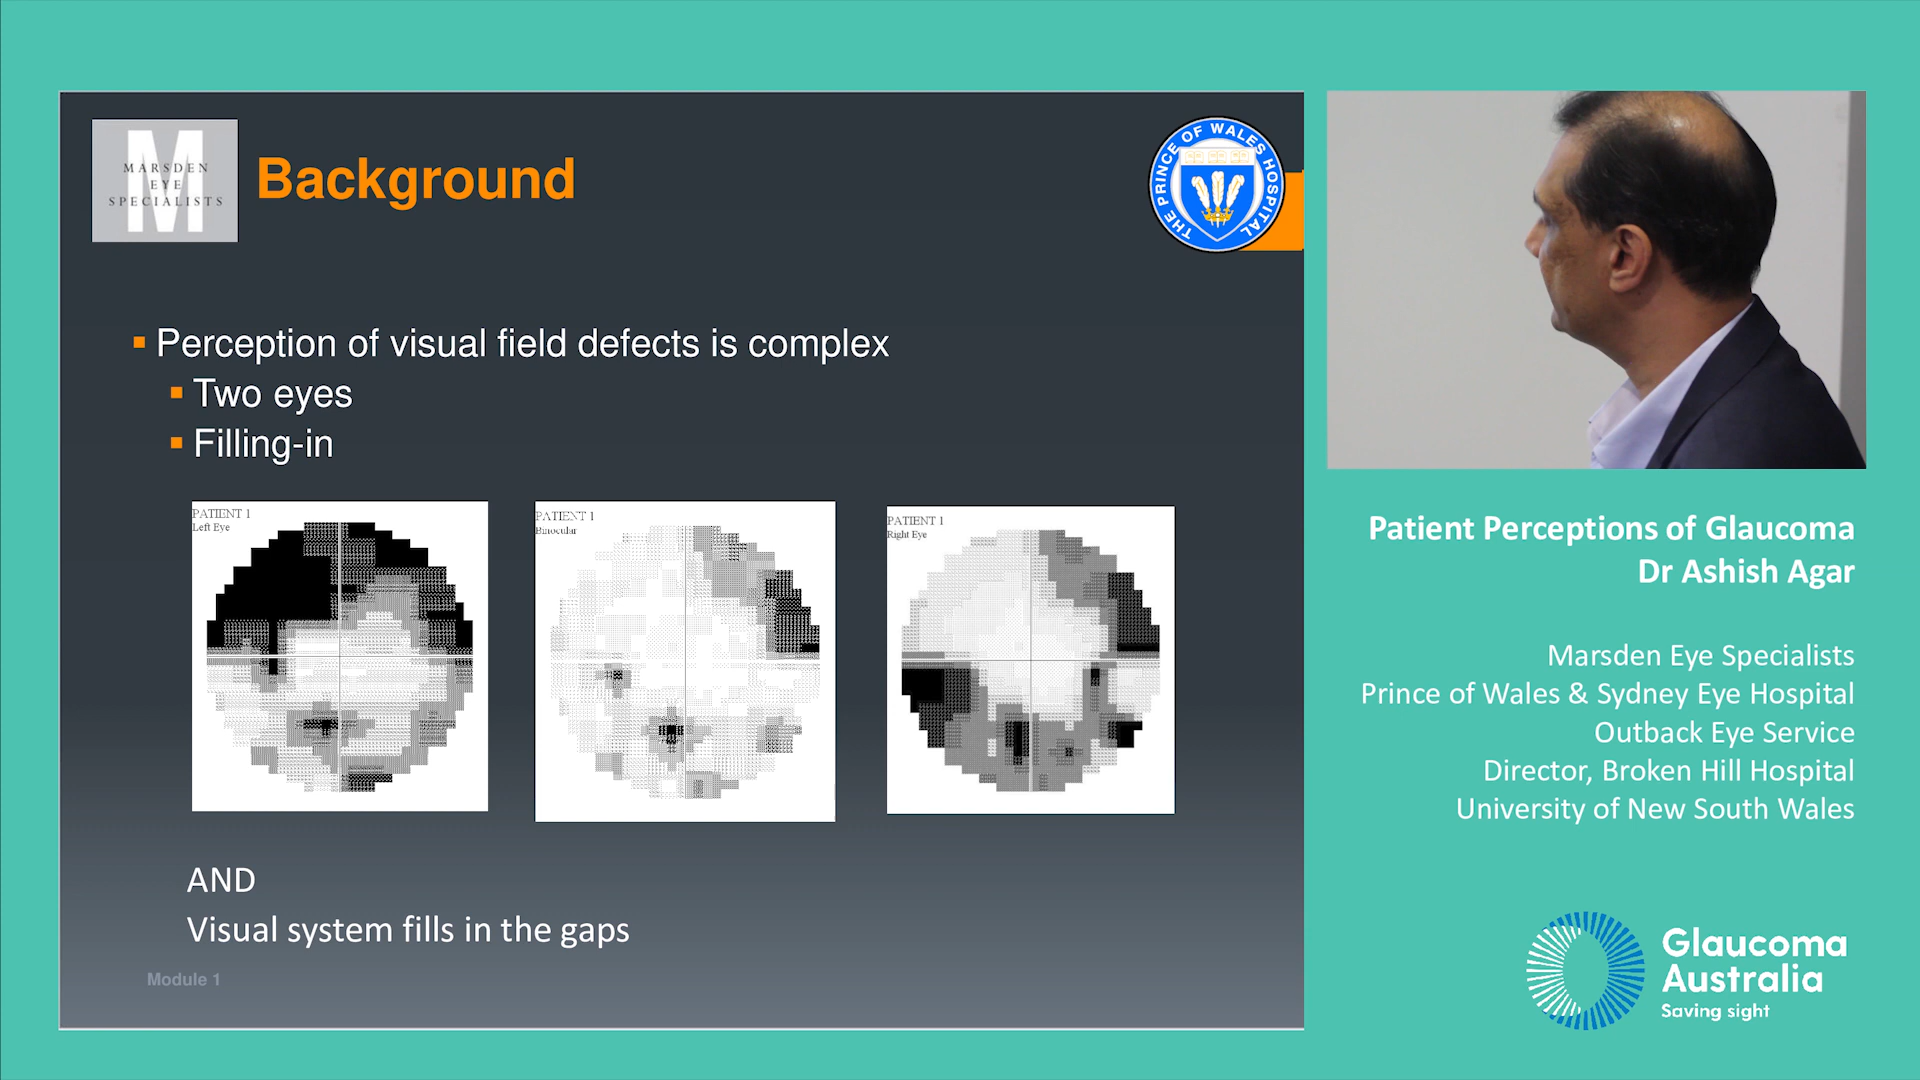 MARSDEN
EYE
SPECIALISTS
Background
THE PRINCE OF WALES HOSPITAL
Perception of visual field defects is complex
Two eyes
Filling-in
PATIENT 1
Left Eye
PATIENT 1
Binocular
PATIENT 1
Right Eye
AND
Visual system fills in the gaps
Module 1
Patient Perceptions of Glaucoma
Dr Ashish Agar
Marsden Eye Specialists
Prince of Wales & Sydney Eye Hospital
Outback Eye Service
Director, Broken Hill Hospital
University of New South Wales
Glaucoma
Australia
Saving sight